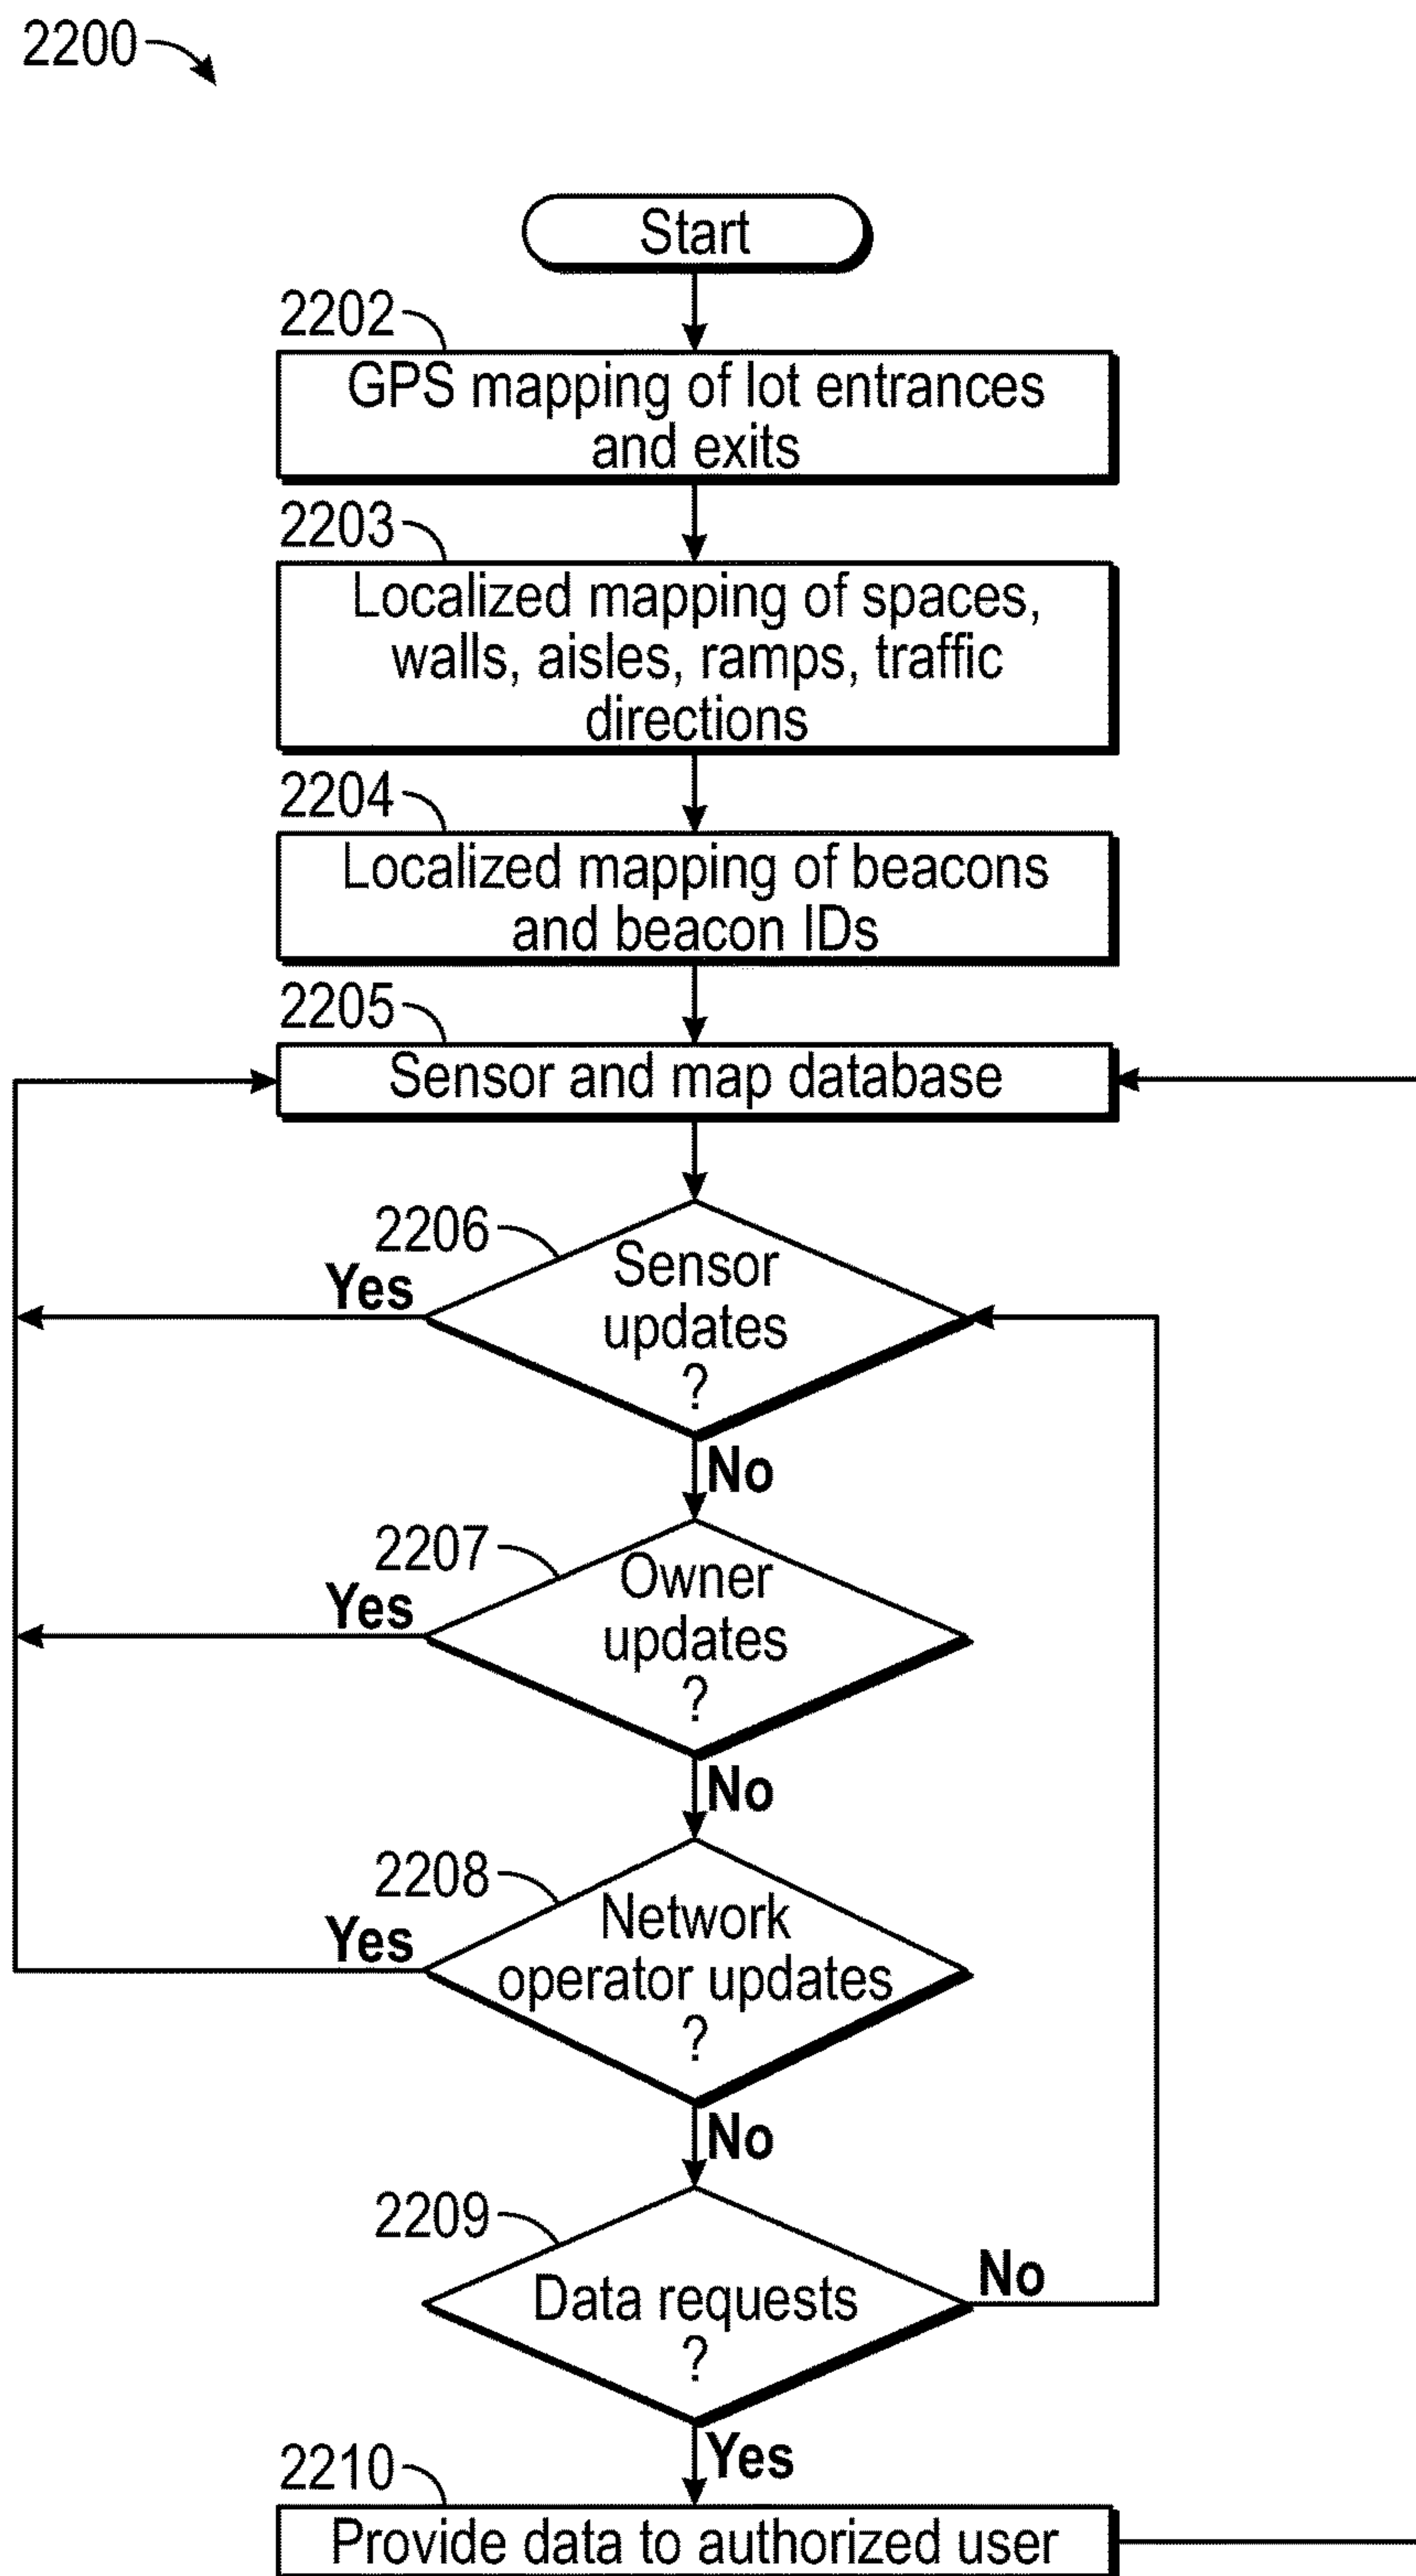 2200
Start
2202
GPS mapping of lot entrances
and exits
2203
Localized mapping of spaces,
walls, aisles, ramps, traffic
directions
2204
Localized mapping of beacons
and beacon IDs
2205
Sensor and map database
2206
Yes
Sensor
updates
?
No
2207
Yes
Owner
updates
?
No
2208
Yes
Network
operator updates
?
No
2209
Data requests
?
No
Yes
2210
Provide data to authorized user